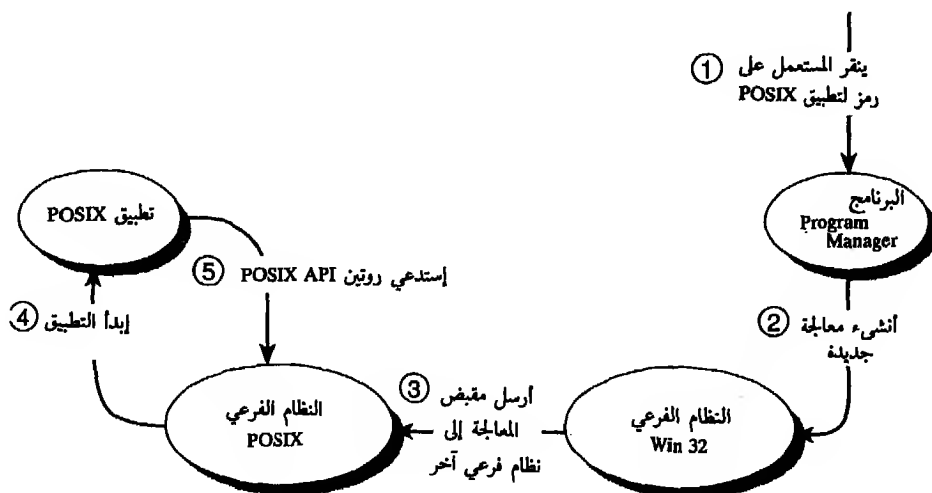 ① ينقر المستعمل على
رمز لتطبيق POSIX
البرنامج
Program
Manager
② أنشىء معالجة
جديدة
النظام الفرعي
Win 32
③ أرسل مقبض
المعالجة إلى
نظام فرعي آخر
النظام الفرعي
POSIX
④ إبدأ التطبيق
تطبيق POSIX
⑤ إستدعي روتين POSIX API